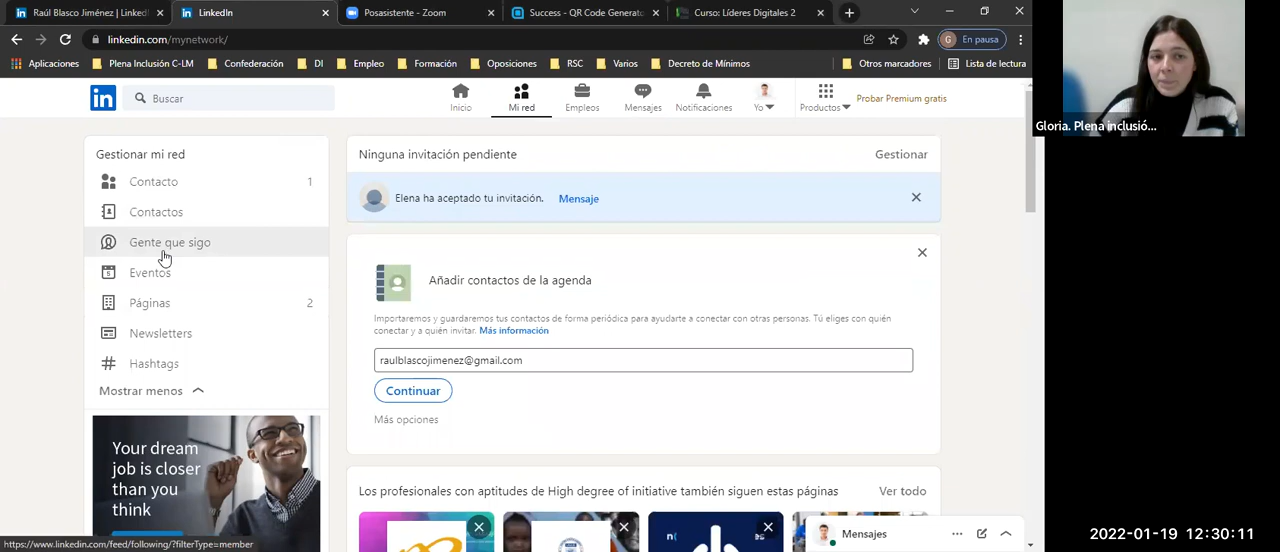 Raúl Blasco Jiménez | LinkedI
LinkedIn
Posasistente - Zoom
Success - QR Code Generato
Curso: Líderes Digitales 2
linkedin.com/mynetwork/
G
En pausa
Aplicaciones
Plena Inclusión C-LM
Confederación
DI
Empleo
Formación
Oposiciones
RSC
Varios
Decreto de Mínimos
Otros marcadores
Lista de lectura
in
Buscar
Inicio
Mi red
Empleos
Mensajes
Notificaciones
Yo
Productos
Probar Premium gratis
Gestionar mi red
Contacto 1
Contactos
Gente que sigo
Eventos
Páginas 2
Newsletters
Hashtags
Mostrar menos
Your dream
job is closer
than you
think
Ninguna invitación pendiente
Gestionar
Elena ha aceptado tu invitación. Mensaje
Añadir contactos de la agenda
Importaremos y guardaremos tus contactos de forma periódica para ayudarte a conectar con otras personas. Tú eliges con quién
conectar y a quién invitar. Más información
raulblascojimenez@gmail.com
Continuar
Más opciones
Los profesionales con aptitudes de High degree of initiative también siguen estas páginas
Ver todo
Mensajes
https://www.linkedin.com/feed/following/?filterType=member
Gloria. Plena inclusió...
2022-01-19 12:30:11